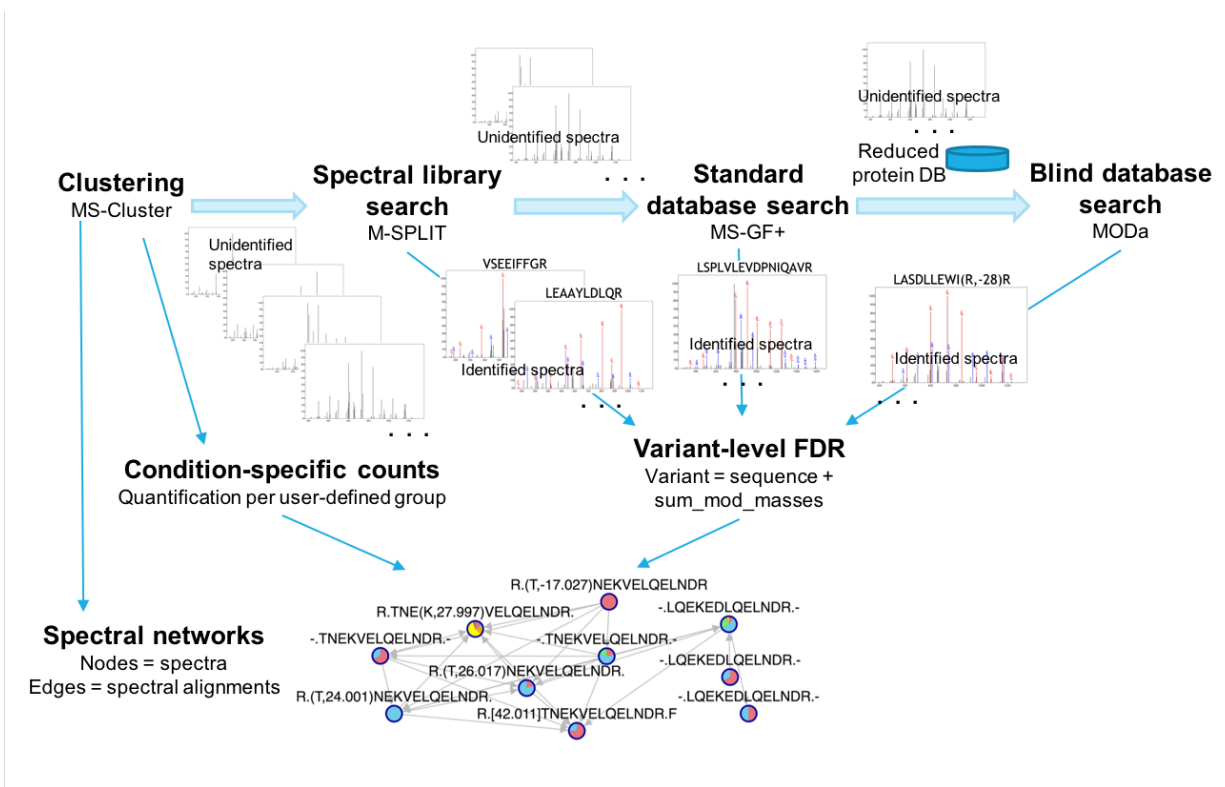 Clustering
MS-Cluster
Spectral library
search
M-SPLIT
Unidentified spectra
. . .
Standard
database search
MS-GF+
Unidentified spectra
. . .
Reduced
protein DB
Blind database
search
MODa
Unidentified
spectra
. . .
VSEEIFFGR
LEAAYLDLQR
Identified spectra
. . .
LSPLVLEVDPNIQAVR
Identified spectra
. . .
LASDLLEWI(R,-28)R
Identified spectra
. . .
Condition-specific counts
Quantification per user-defined group
Variant-level FDR
Variant = sequence +
sum_mod_masses
Spectral networks
Nodes = spectra
Edges = spectral alignments
R.(T,-17.027)NEKVELQELNDR
R.TNE(K,27.997)VELQELNDR.
-.LQEKEDLQELNDR.-
-.TNEKVELQELNDR.-
-.TNEKVELQELNDR.-
R.(T,26.017)NEKVELQELNDR.
-.LQEKEDLQELNDR.-
R.(T,24.001)NEKVELQELNDR.
-.LQEKEDLQELNDR.-
R.[42.011]TNEKVELQELNDR.F